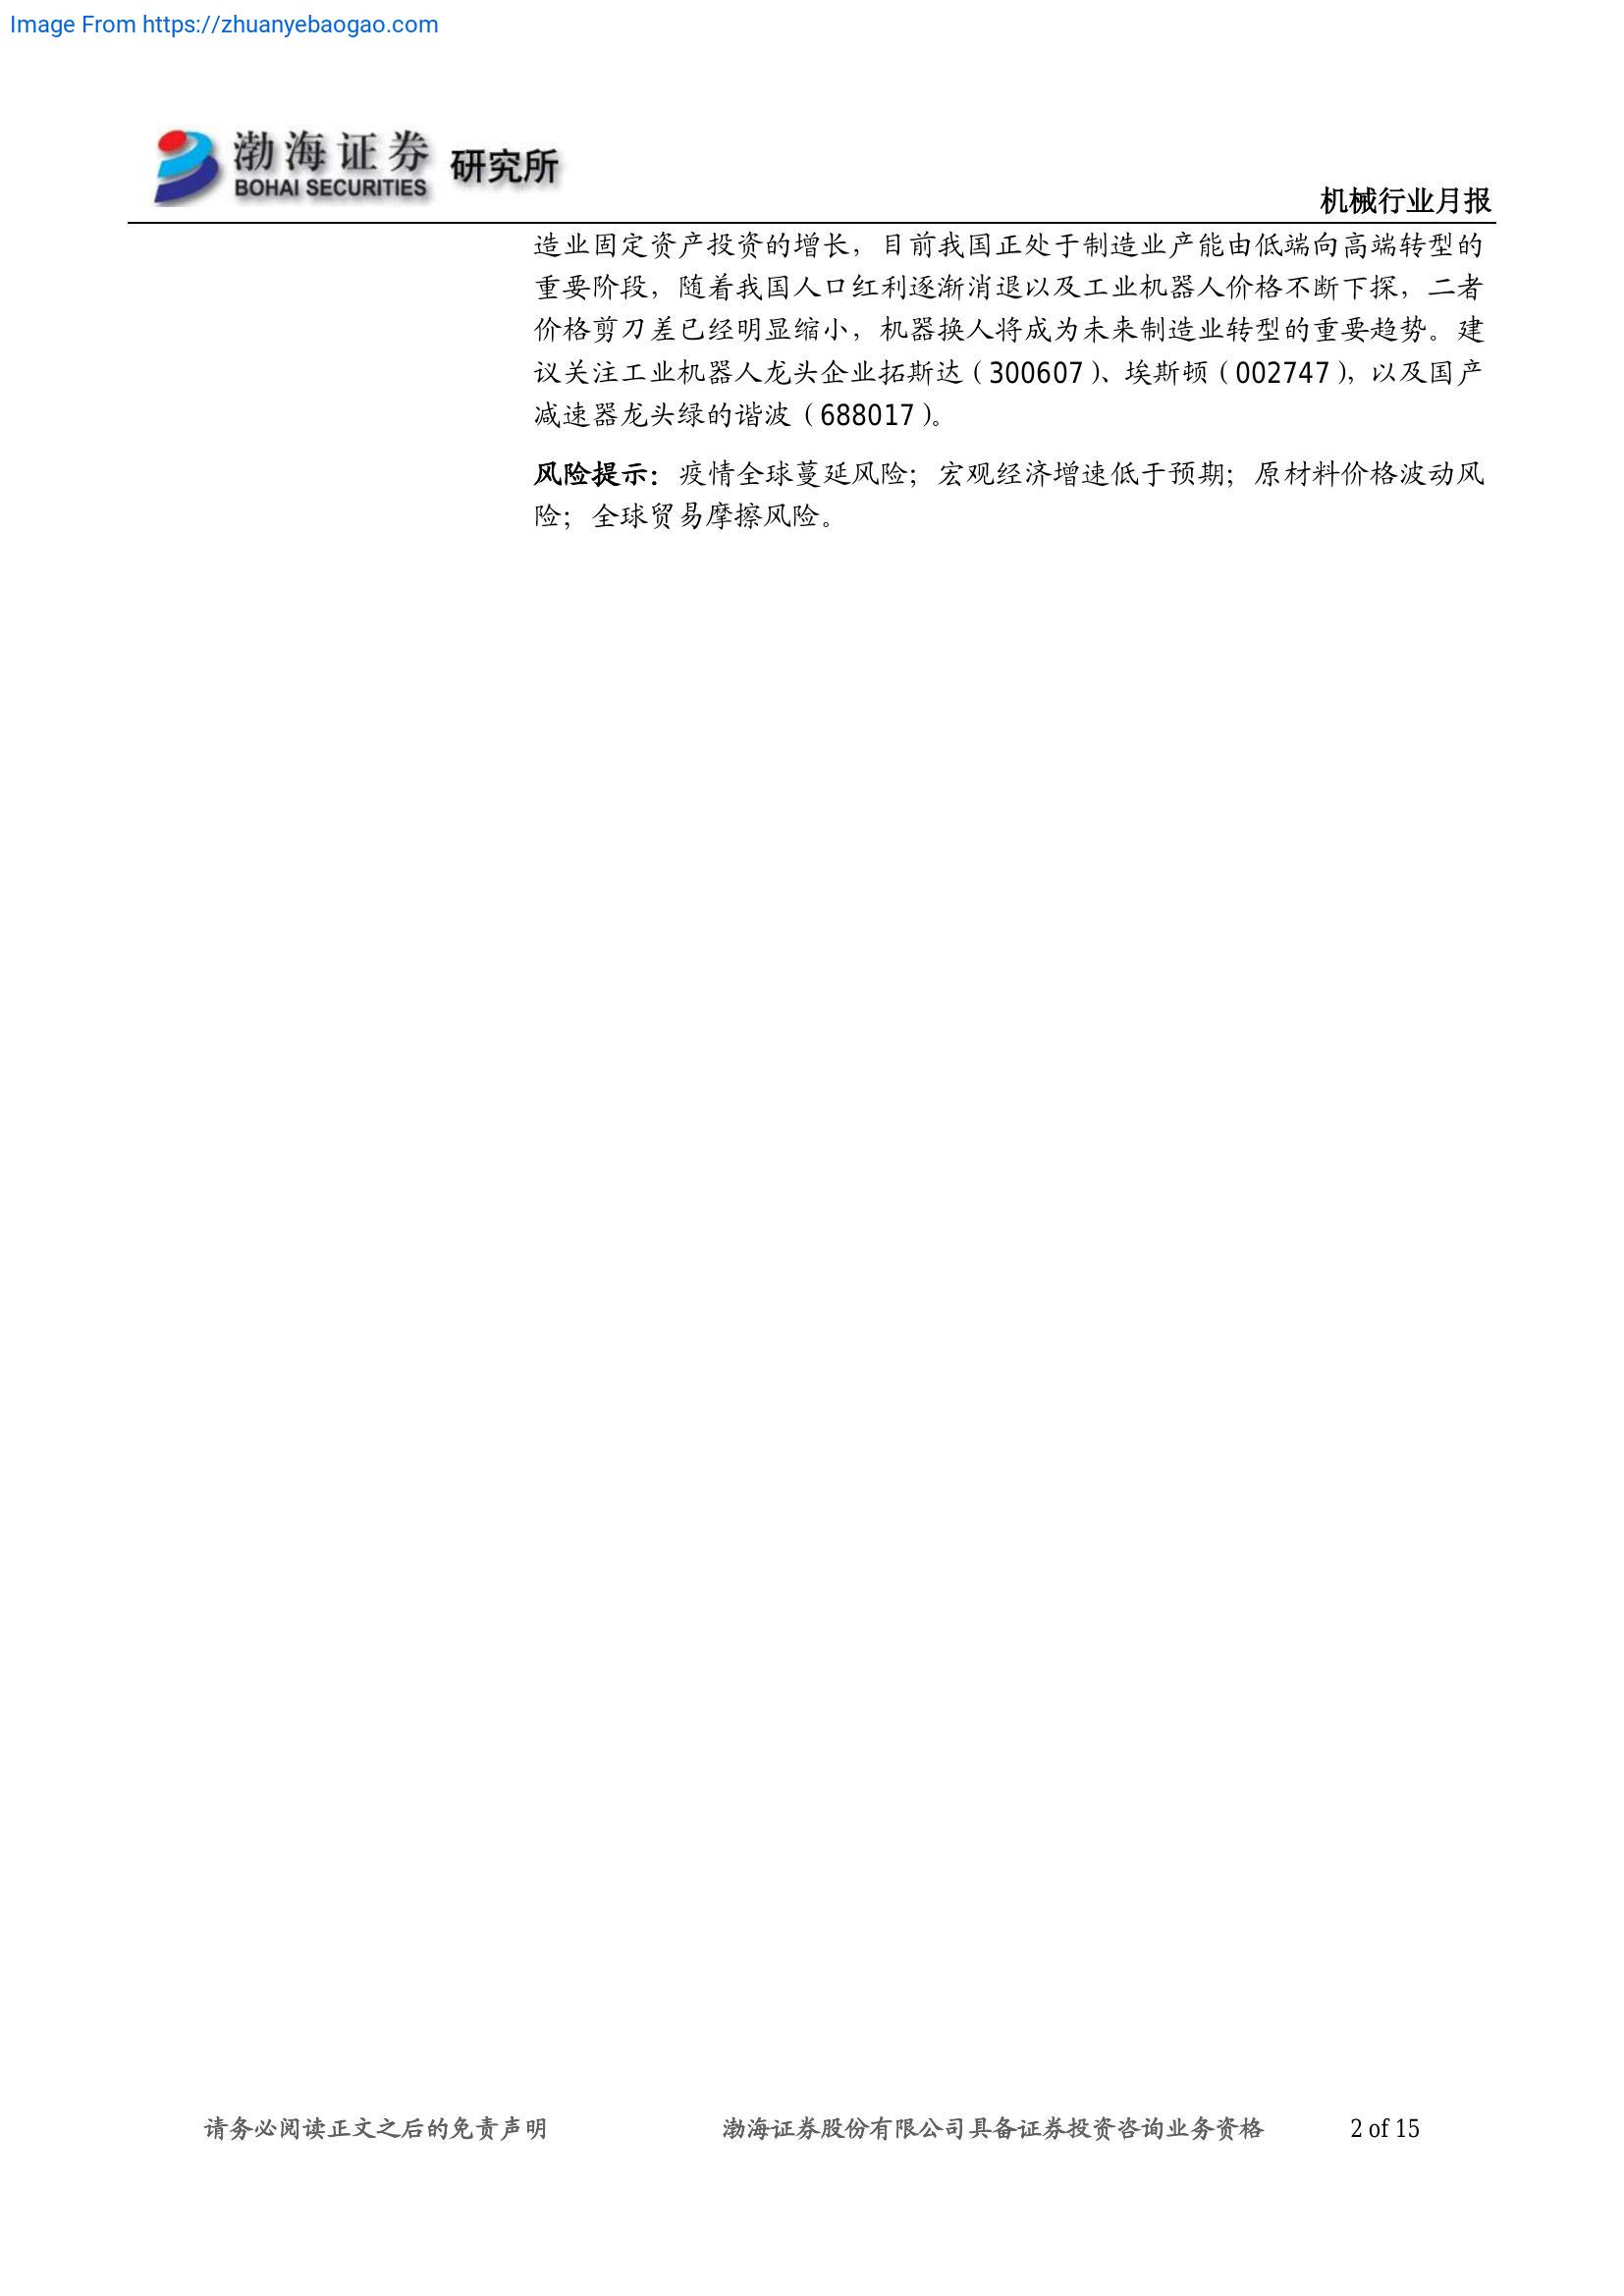 Image From https://zhuanyebaogao.com
渤海证券 研究所
BOHAI SECURITIES
机械行业月报
造业固定资产投资的增长，目前我国正处于制造业产能由低端向高端转型的
重要阶段，随着我国人口红利逐渐消退以及工业机器人价格不断下探，二者
价格剪刀差已经明显缩小，机器换人将成为未来制造业转型的重要趋势。建
议关注工业机器人龙头企业拓斯达（300607）、埃斯顿（002747），以及国产
减速器龙头绿的谐波（688017）。
风险提示：疫情全球蔓延风险；宏观经济增速低于预期；原材料价格波动风
险；全球贸易摩擦风险。
请务必阅读正文之后的免责声明 渤海证券股份有限公司具备证券投资咨询业务资格 2 of 15